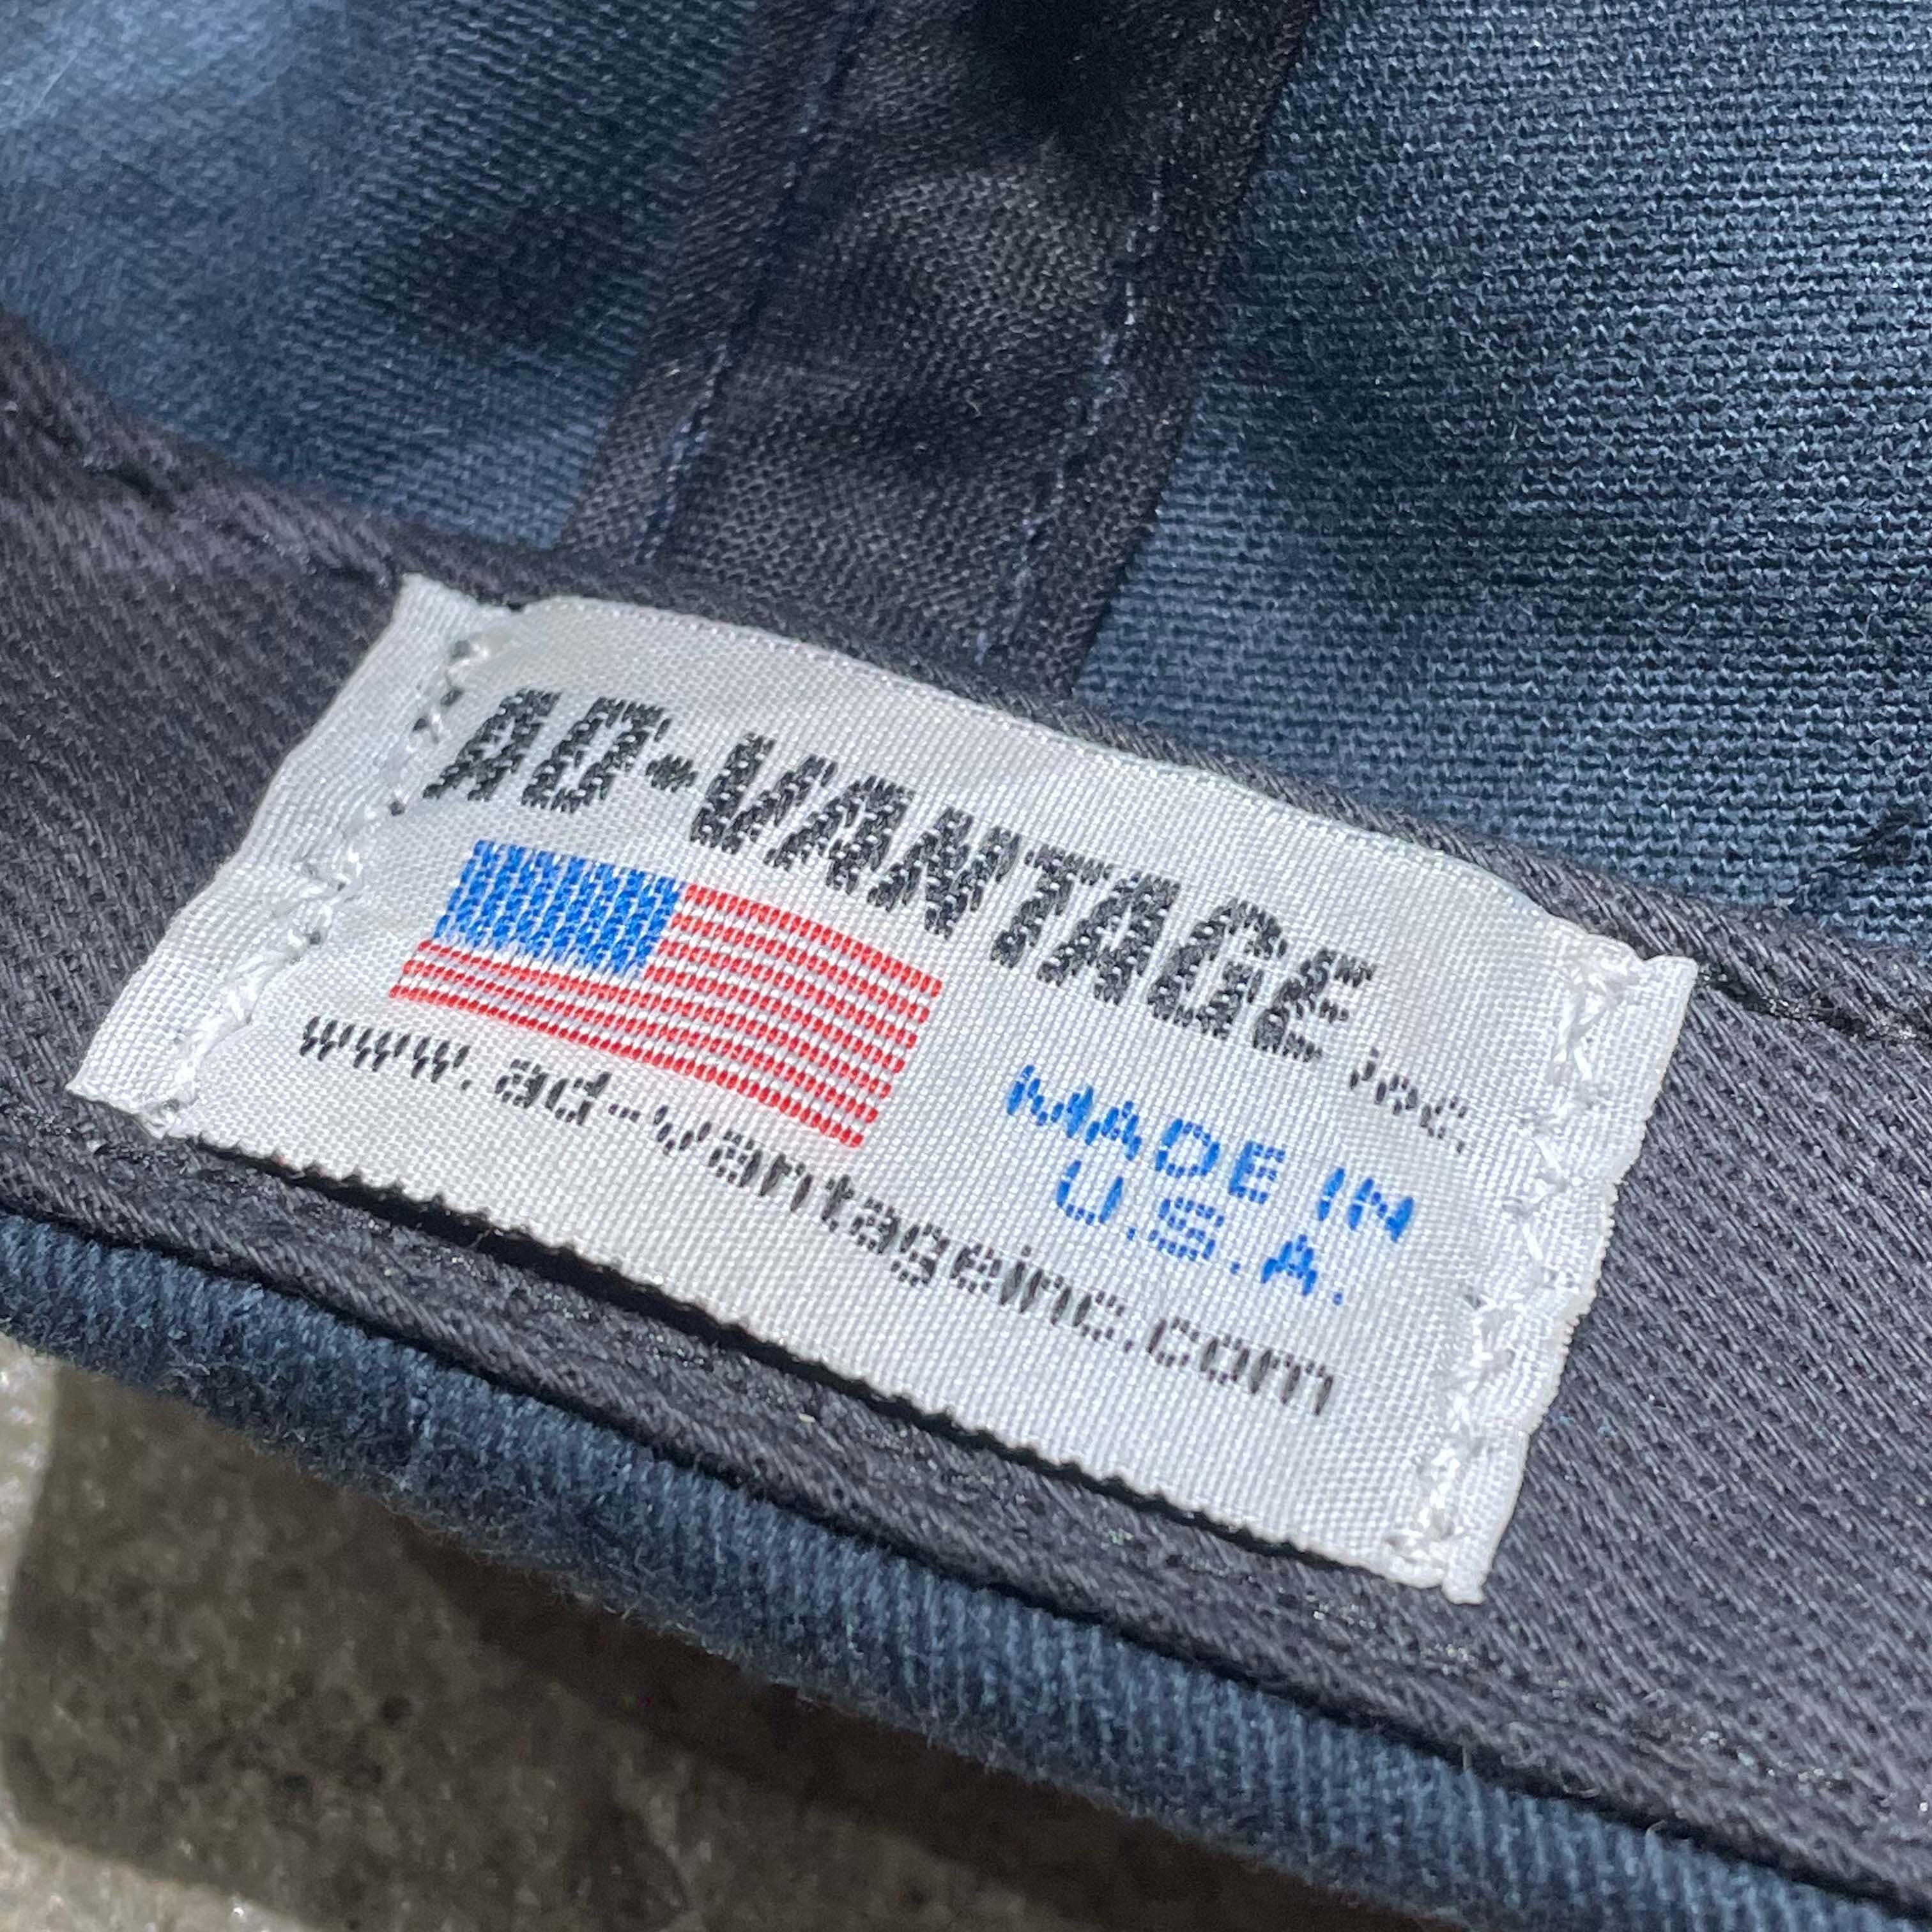 AD-VANTAGE, inc.
MADE IN
U.S.A.
www.ad-vantageinc.com